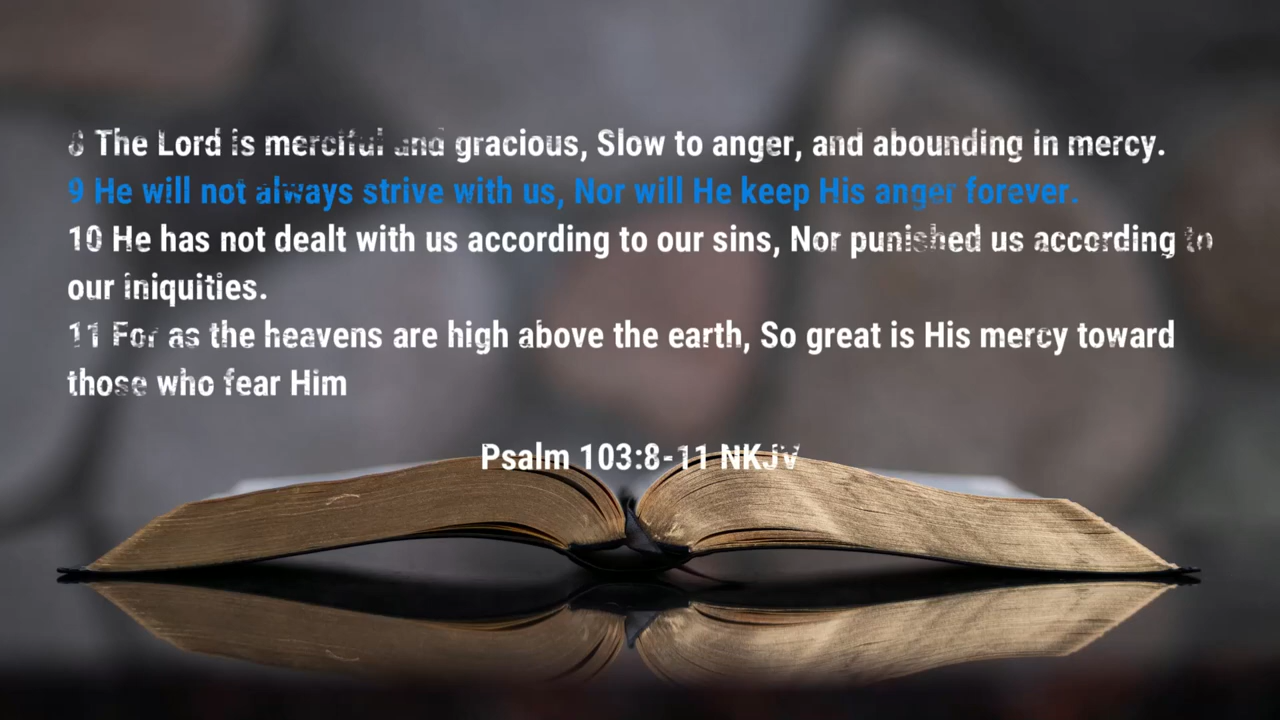 8 The Lord is merciful and gracious, Slow to anger, and abounding in mercy.
9 He will not always strive with us, Nor will He keep His anger forever.
10 He has not dealt with us according to our sins, Nor punished us according to
our iniquities.
11 For as the heavens are high above the earth, So great is His mercy toward
those who fear Him
Psalm 103:8-11 NKJV